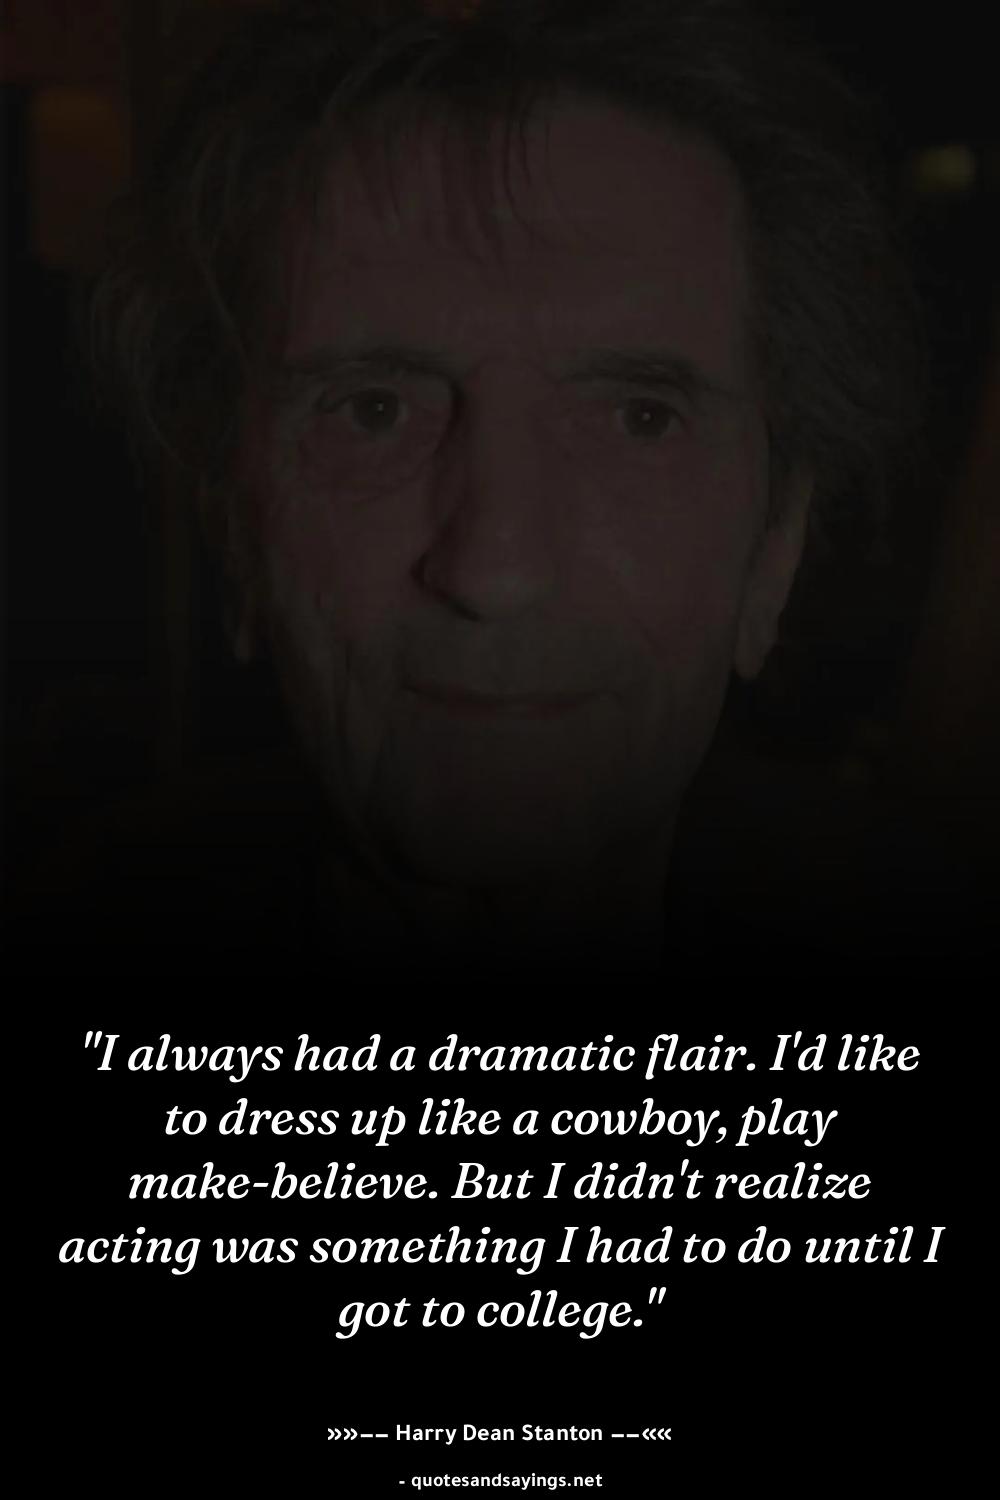 "I always had a dramatic flair. I'd like
to dress up like a cowboy, play
make-believe. But I didn't realize
acting was something I had to do until I
got to college."
»»−− Harry Dean Stanton −−««
- quotesandsayings.net